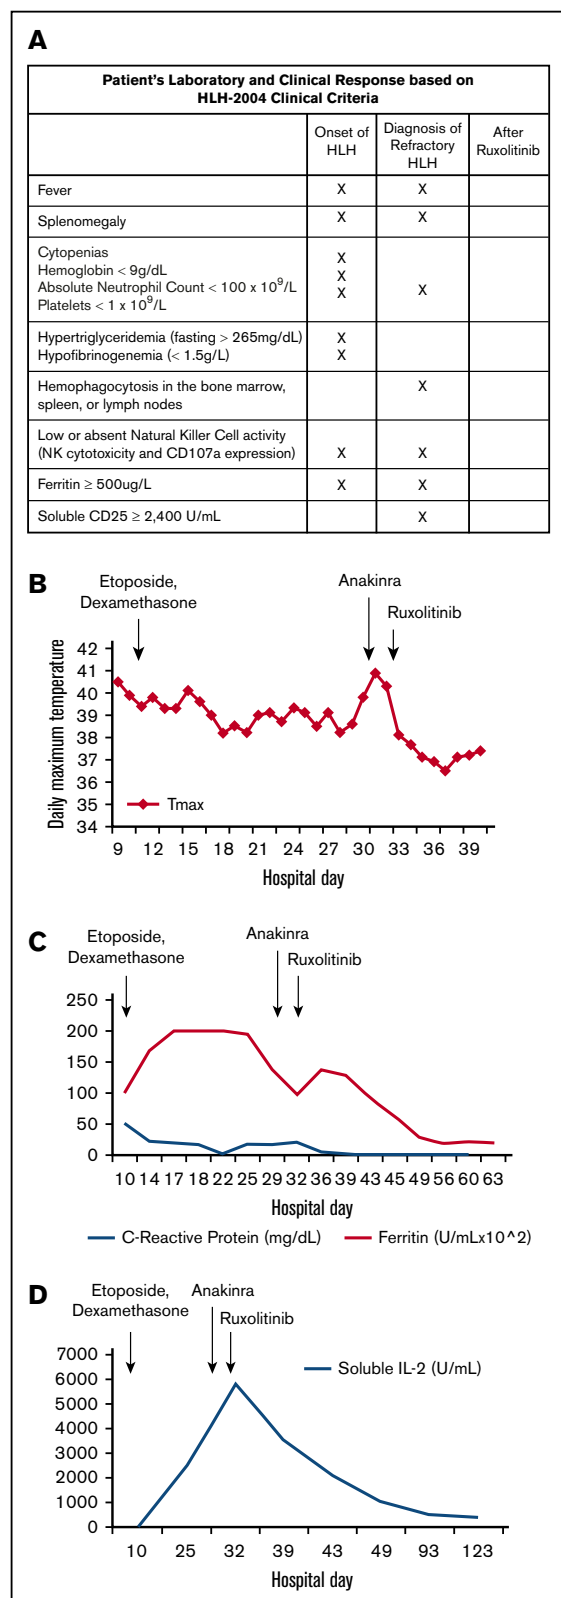 A
Patient's Laboratory and Clinical Response based on
HLH-2004 Clinical Criteria
Onset of
HLH
Diagnosis of
Refractory
HLH
After
Ruxolitinib
Fever X X
Splenomegaly X X
Cytopenias X
Hemoglobin < 9g/dL X
Absolute Neutrophil Count < 100 x 10^9/L X X
Platelets < 1 x 10^9/L
Hypertriglyceridemia (fasting > 265mg/dL) X
Hypofibrinogenemia (< 1.5g/L) X
Hemophagocytosis in the bone marrow, X
spleen, or lymph nodes
Low or absent Natural Killer Cell activity
(NK cytotoxicity and CD107a expression) X X
Ferritin ≥ 500ug/L X X
Soluble CD25 ≥ 2,400 U/mL X
B
Etoposide,
Dexamethasone
Anakinra
Ruxolitinib
Daily maximum temperature
42
41
40
39
38
37
36
35
34
Tmax
9 12 15 18 21 24 27 30 33 36 39
Hospital day
C
Etoposide,
Dexamethasone
Anakinra
Ruxolitinib
250
200
150
100
50
0
10 14 17 18 22 25 29 32 36 39 43 45 49 56 60 63
Hospital day
C-Reactive Protein (mg/dL) Ferritin (U/mLx10^2)
D
Etoposide,
Dexamethasone
Anakinra
Ruxolitinib
7000
6000
5000
4000
3000
2000
1000
0
Soluble IL-2 (U/mL)
10 25 32 39 43 49 93 123
Hospital day